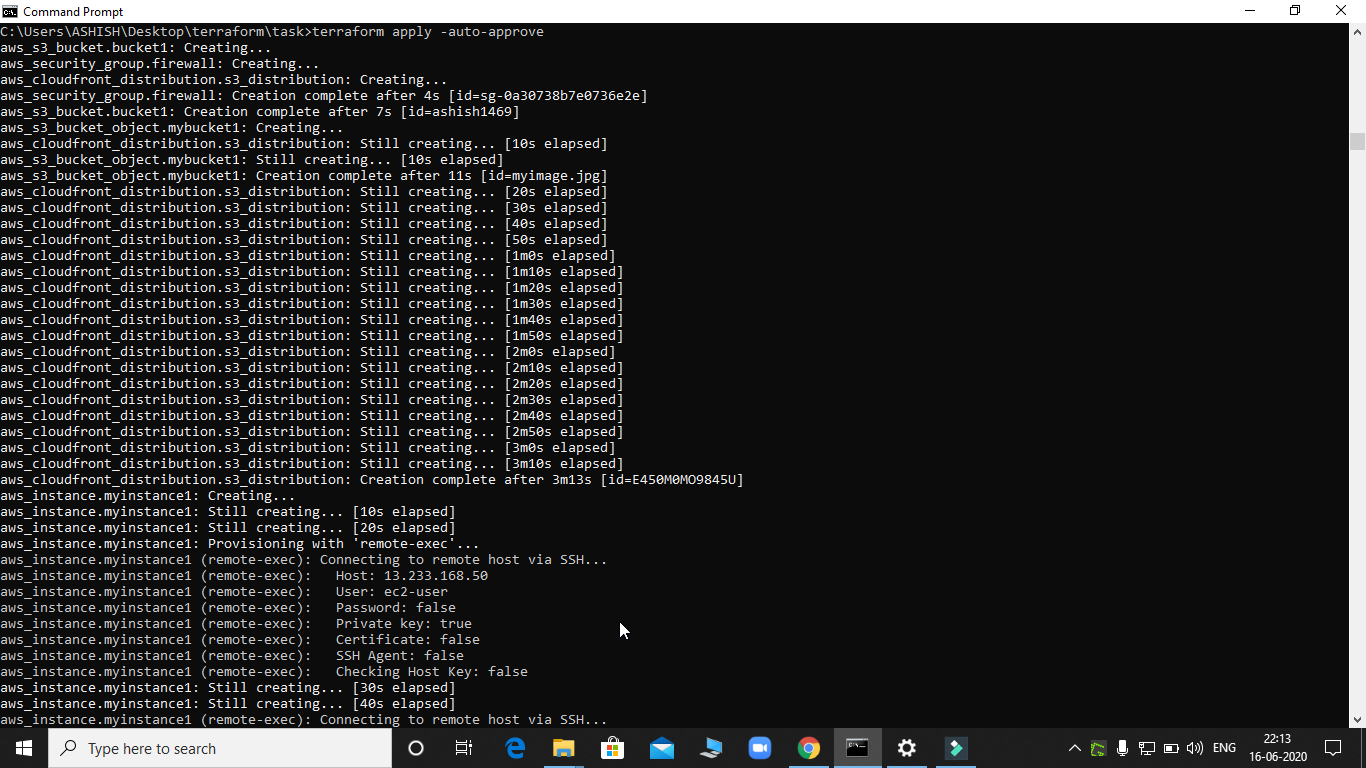 Command Prompt
C:\Users\ASHISH\Desktop\terraform\task>terraform apply -auto-approve
aws_s3_bucket.bucket1: Creating...
aws_security_group.firewall: Creating...
aws_cloudfront_distribution.s3_distribution: Creating...
aws_security_group.firewall: Creation complete after 4s [id=sg-0a30738b7e0736e2e]
aws_s3_bucket.bucket1: Creation complete after 7s [id=ashish1469]
aws_s3_bucket_object.mybucket1: Creating...
aws_cloudfront_distribution.s3_distribution: Still creating... [10s elapsed]
aws_s3_bucket_object.mybucket1: Still creating... [10s elapsed]
aws_s3_bucket_object.mybucket1: Creation complete after 11s [id=myimage.jpg]
aws_cloudfront_distribution.s3_distribution: Still creating... [20s elapsed]
aws_cloudfront_distribution.s3_distribution: Still creating... [30s elapsed]
aws_cloudfront_distribution.s3_distribution: Still creating... [40s elapsed]
aws_cloudfront_distribution.s3_distribution: Still creating... [50s elapsed]
aws_cloudfront_distribution.s3_distribution: Still creating... [1m0s elapsed]
aws_cloudfront_distribution.s3_distribution: Still creating... [1m10s elapsed]
aws_cloudfront_distribution.s3_distribution: Still creating... [1m20s elapsed]
aws_cloudfront_distribution.s3_distribution: Still creating... [1m30s elapsed]
aws_cloudfront_distribution.s3_distribution: Still creating... [1m40s elapsed]
aws_cloudfront_distribution.s3_distribution: Still creating... [1m50s elapsed]
aws_cloudfront_distribution.s3_distribution: Still creating... [2m0s elapsed]
aws_cloudfront_distribution.s3_distribution: Still creating... [2m10s elapsed]
aws_cloudfront_distribution.s3_distribution: Still creating... [2m20s elapsed]
aws_cloudfront_distribution.s3_distribution: Still creating... [2m30s elapsed]
aws_cloudfront_distribution.s3_distribution: Still creating... [2m40s elapsed]
aws_cloudfront_distribution.s3_distribution: Still creating... [2m50s elapsed]
aws_cloudfront_distribution.s3_distribution: Still creating... [3m0s elapsed]
aws_cloudfront_distribution.s3_distribution: Still creating... [3m10s elapsed]
aws_cloudfront_distribution.s3_distribution: Creation complete after 3m13s [id=E450M0MO9845U]
aws_instance.myinstance1: Creating...
aws_instance.myinstance1: Still creating... [10s elapsed]
aws_instance.myinstance1: Still creating... [20s elapsed]
aws_instance.myinstance1: Provisioning with 'remote-exec'...
aws_instance.myinstance1 (remote-exec): Connecting to remote host via SSH...
aws_instance.myinstance1 (remote-exec):   Host: 13.233.168.50
aws_instance.myinstance1 (remote-exec):   User: ec2-user
aws_instance.myinstance1 (remote-exec):   Password: false
aws_instance.myinstance1 (remote-exec):   Private key: true
aws_instance.myinstance1 (remote-exec):   Certificate: false
aws_instance.myinstance1 (remote-exec):   SSH Agent: false
aws_instance.myinstance1 (remote-exec):   Checking Host Key: false
aws_instance.myinstance1: Still creating... [30s elapsed]
aws_instance.myinstance1: Still creating... [40s elapsed]
aws_instance.myinstance1 (remote-exec): Connecting to remote host via SSH...
Type here to search
ENG
22:13
16-06-2020